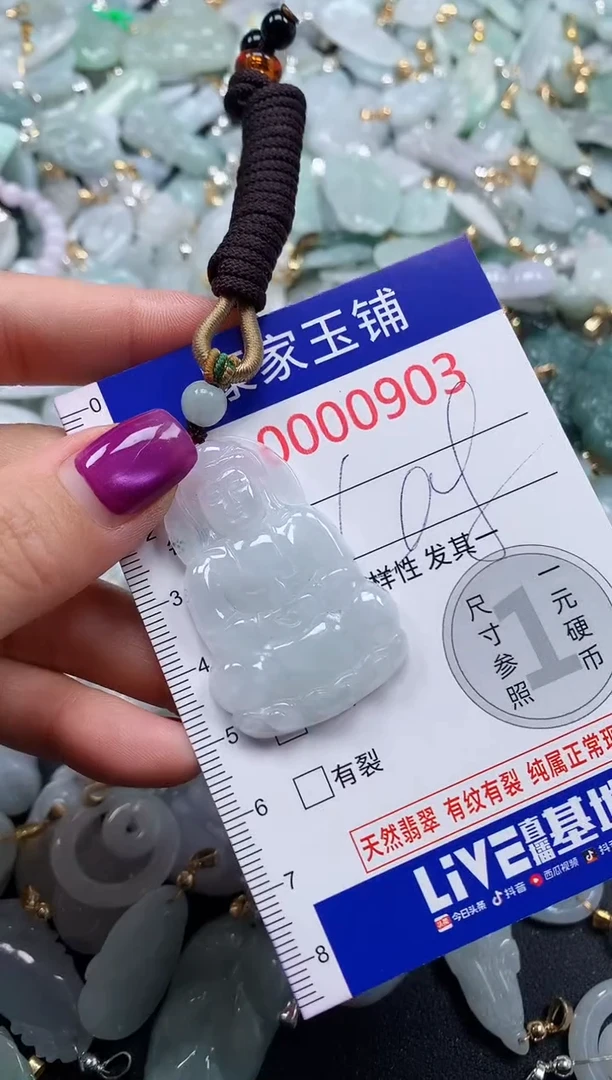 家玉铺
0000903
样性 发其一
尺寸参照
1
一元硬币
有裂
天然翡翠 有纹有裂 纯属正常现
LIVE直播基地
今日头条 抖音 西瓜视频 抖音
0
3
4
5
6
7
8